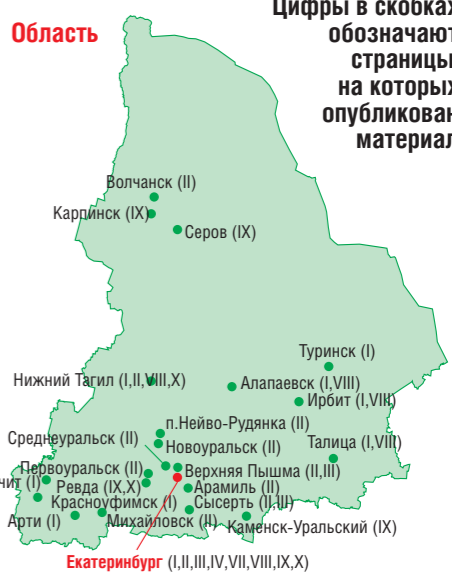 Область
Цифры в скобках
обозначают
страницы
на которых
опубликован
материал
Волчанск (II)
Карпинск (IX)
Серов (IX)
Туринск (I)
Нижний Тагил (I,II,VIII,X)
Алапаевск (I,VIII)
Ирбит (I,VIII)
п.Нейво-Рудянка (II)
Среднеуральск (II)
Новоуральск (II)
Талица (I,VIII)
Первоуральск (II)
Верхняя Пышма (II,III)
чит (I)
Ревда (IX,X)
Арамиль (II)
Красноуфимск (I)
Сысерть (II,III)
Арти (I)
Михайловск (II)
Каменск-Уральский (IX)
Екатеринбург (I,II,III,IV,VII,VIII,IX,X)